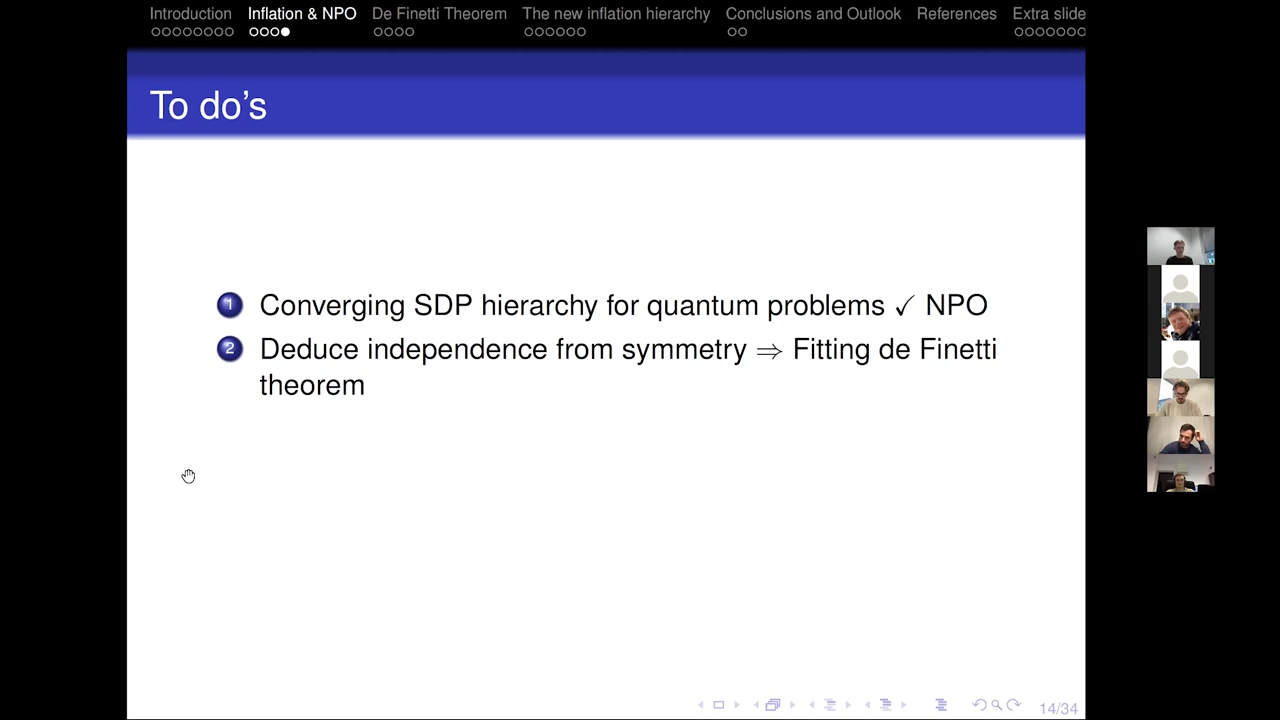 Introduction Inflation & NPO De Finetti Theorem The new inflation hierarchy Conclusions and Outlook References Extra slide
To do's
1 Converging SDP hierarchy for quantum problems ✓ NPO
2 Deduce independence from symmetry ⇒ Fitting de Finetti
theorem
14/34